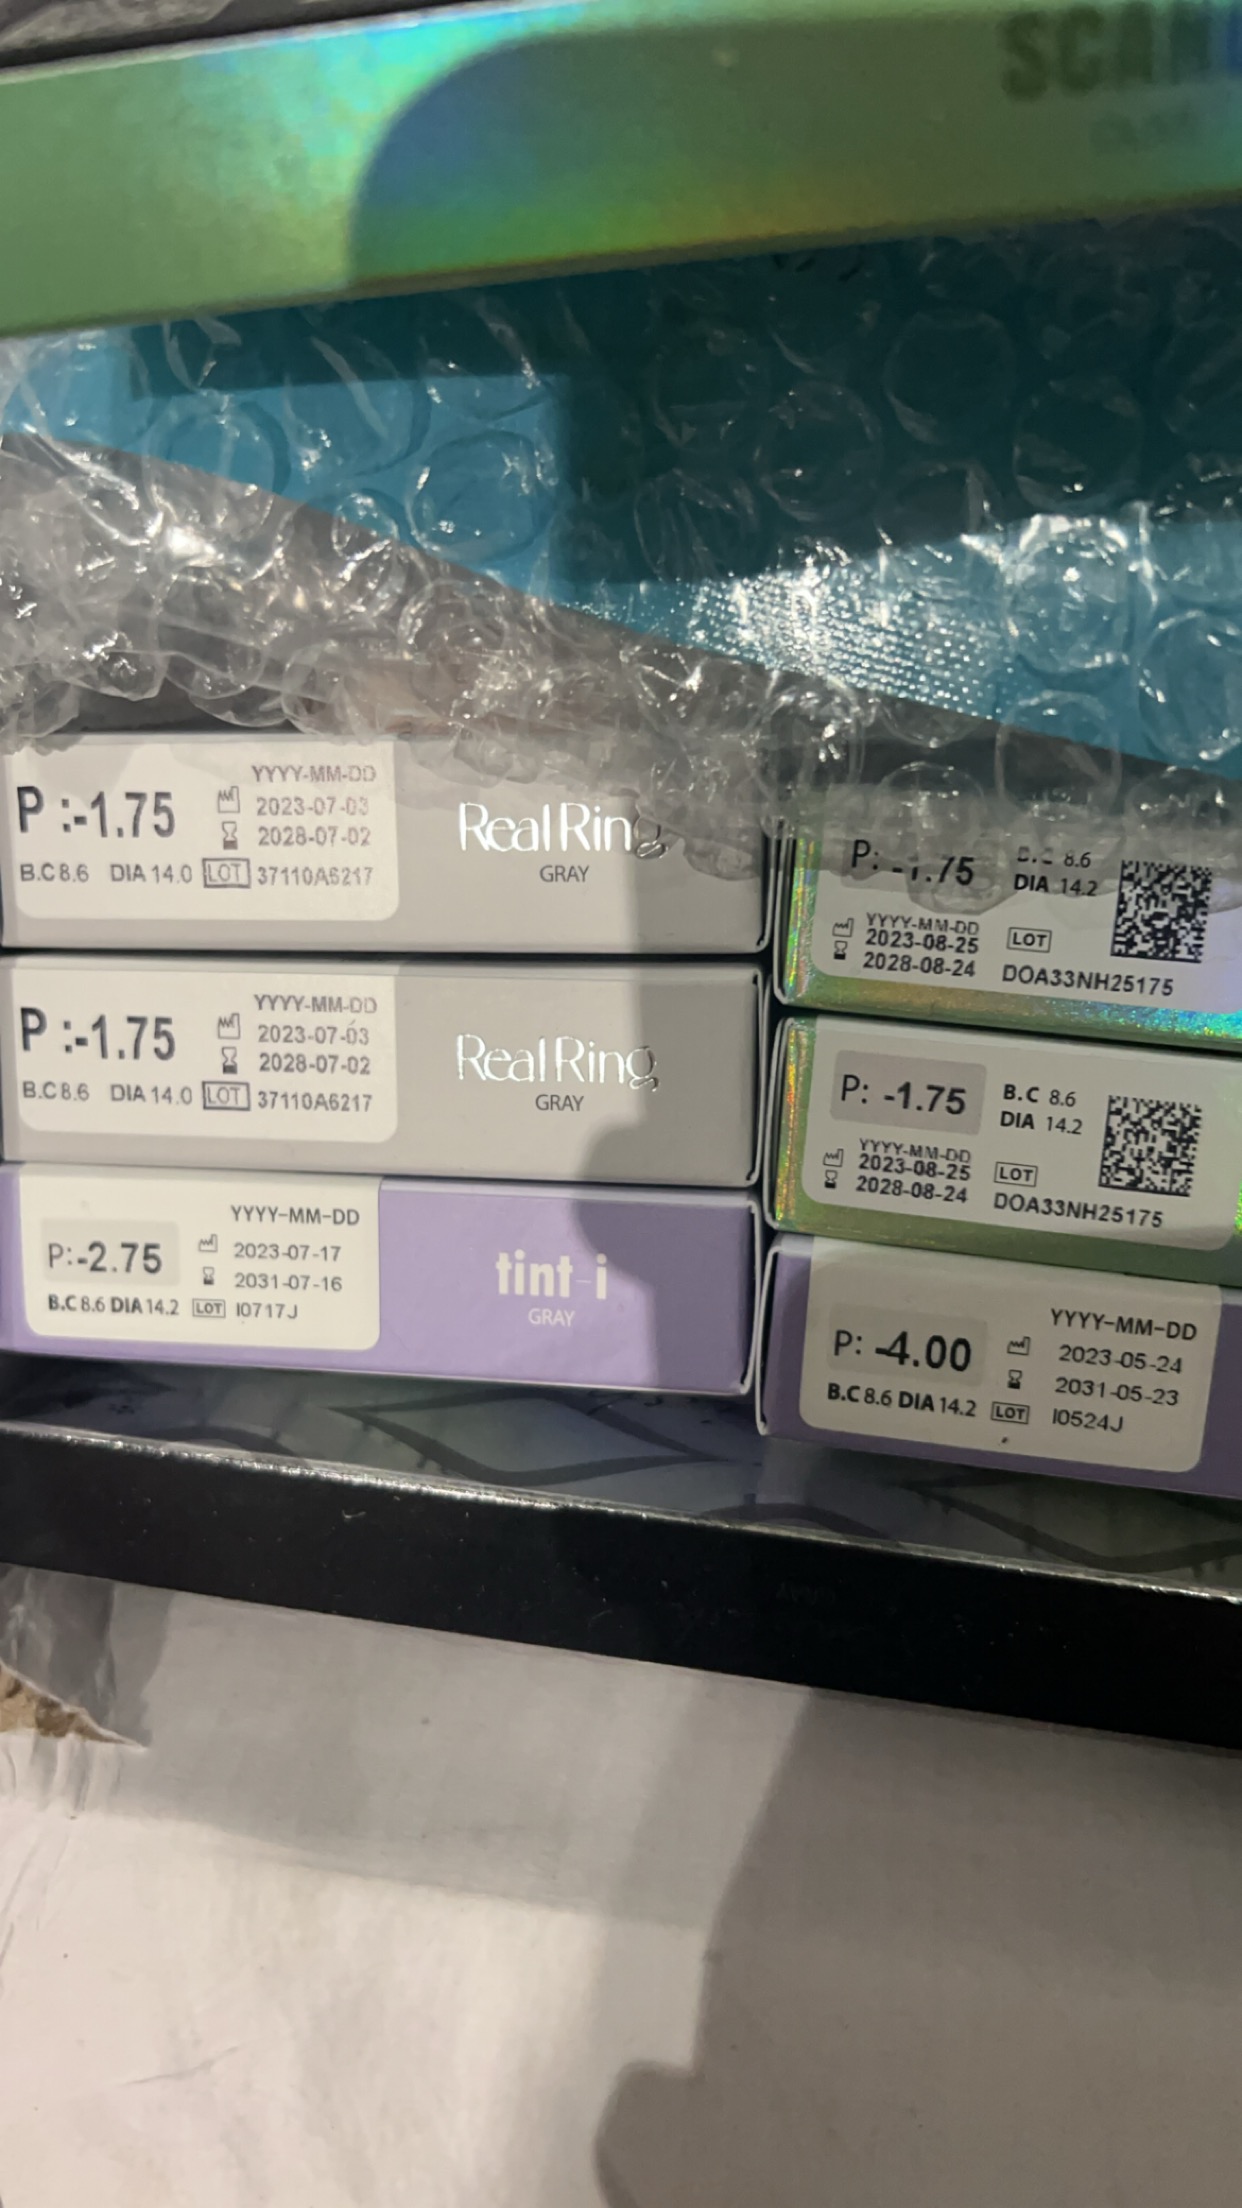 SCAN
P :-1.75
YYYY-MM-DD
2023-07-03
2028-07-02
B.C 8.6 DIA 14.0 LOT 37110A6217
Real Ring
GRAY
P: -1.75
B.C 8.6
DIA 14.2
YYYY-MM-DD
2023-08-25
2028-08-24
LOT
DOA33NH25175
P :-1.75
YYYY-MM-DD
2023-07-03
2028-07-02
B.C 8.6 DIA 14.0 LOT 37110A6217
Real Ring
GRAY
P: -1.75
B.C 8.6
DIA 14.2
YYYY-MM-DD
2023-08-25
2028-08-24
LOT
DOA33NH25175
P:-2.75
YYYY-MM-DD
2023-07-17
2031-07-16
B.C 8.6 DIA 14.2 LOT I0717J
tint-i
GRAY
P: -4.00
YYYY-MM-DD
2023-05-24
2031-05-23
B.C 8.6 DIA 14.2 LOT I0524J